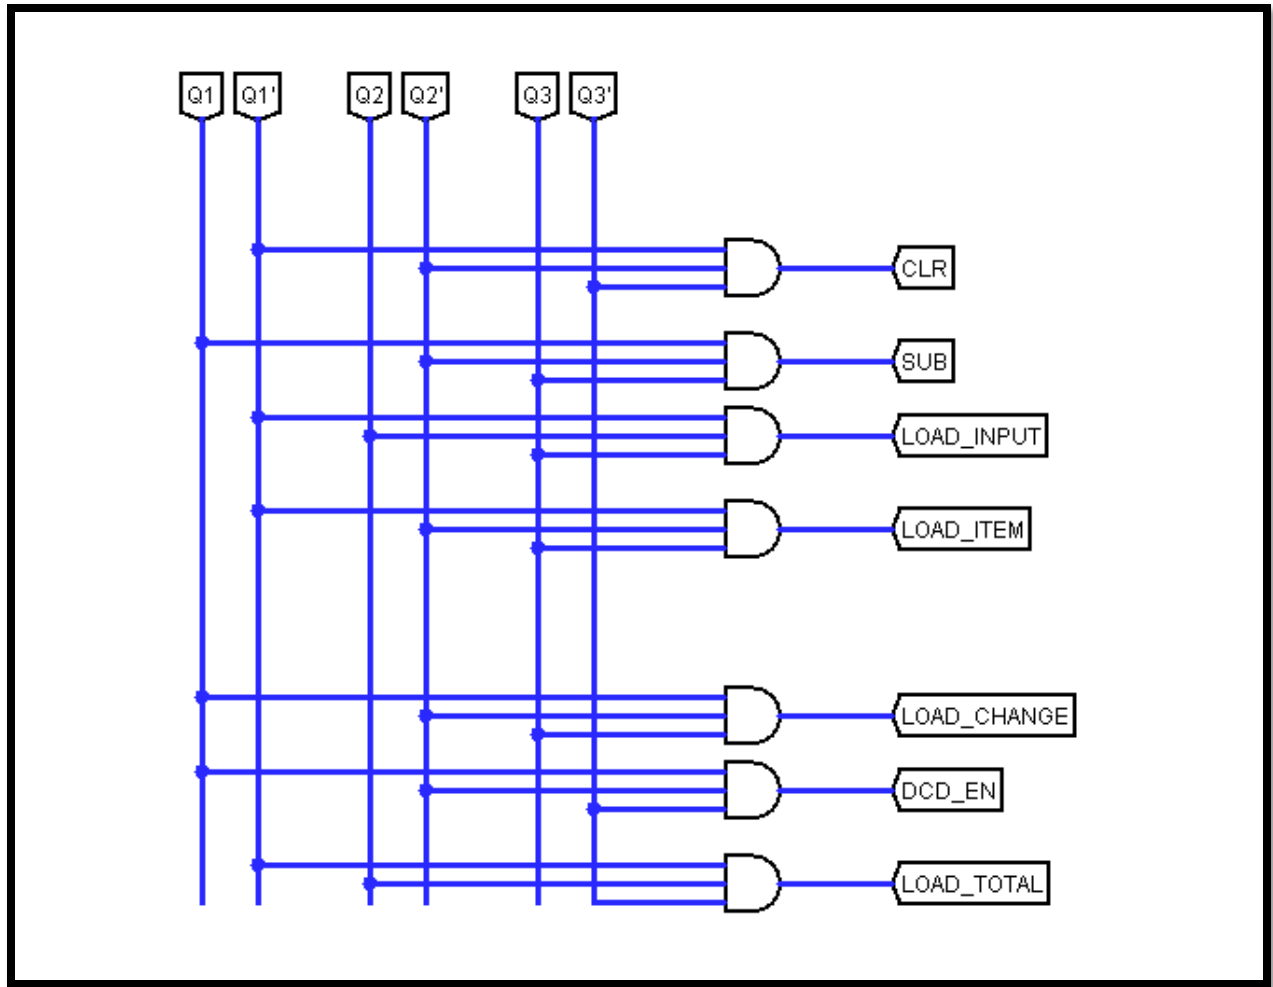 Q1 Q1' Q2 Q2' Q3 Q3'
CLR
SUB
LOAD_INPUT
LOAD_ITEM
LOAD_CHANGE
DCD_EN
LOAD_TOTAL